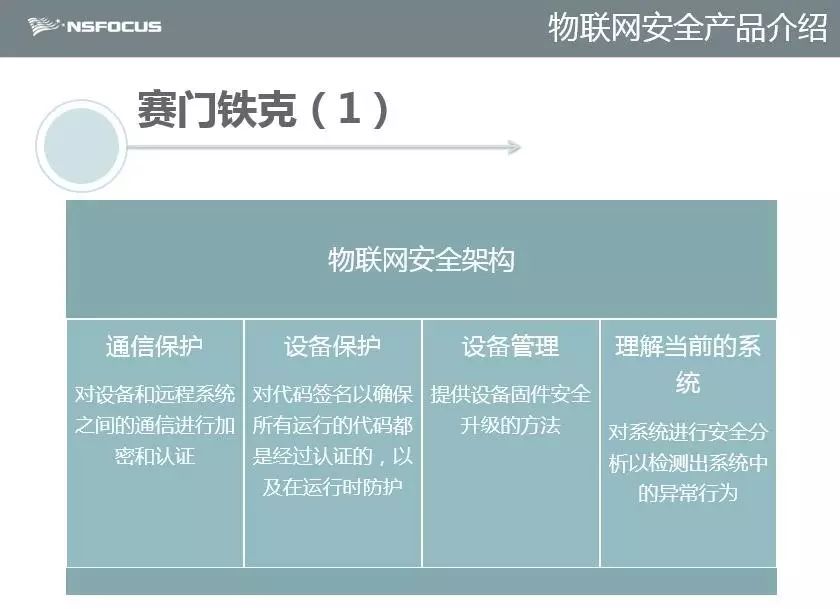 NSFOCUS
物联网安全产品介绍
赛门铁克（1）
物联网安全架构
通信保护
对设备和远程系统
之间的通信进行加
密和认证
设备保护
对代码签名以确保
所有运行的代码都
是经过认证的，以
及在运行时防护
设备管理
提供设备固件安全
升级的方法
理解当前的系
统
对系统进行安全分
析以检测出系统中
的异常行为